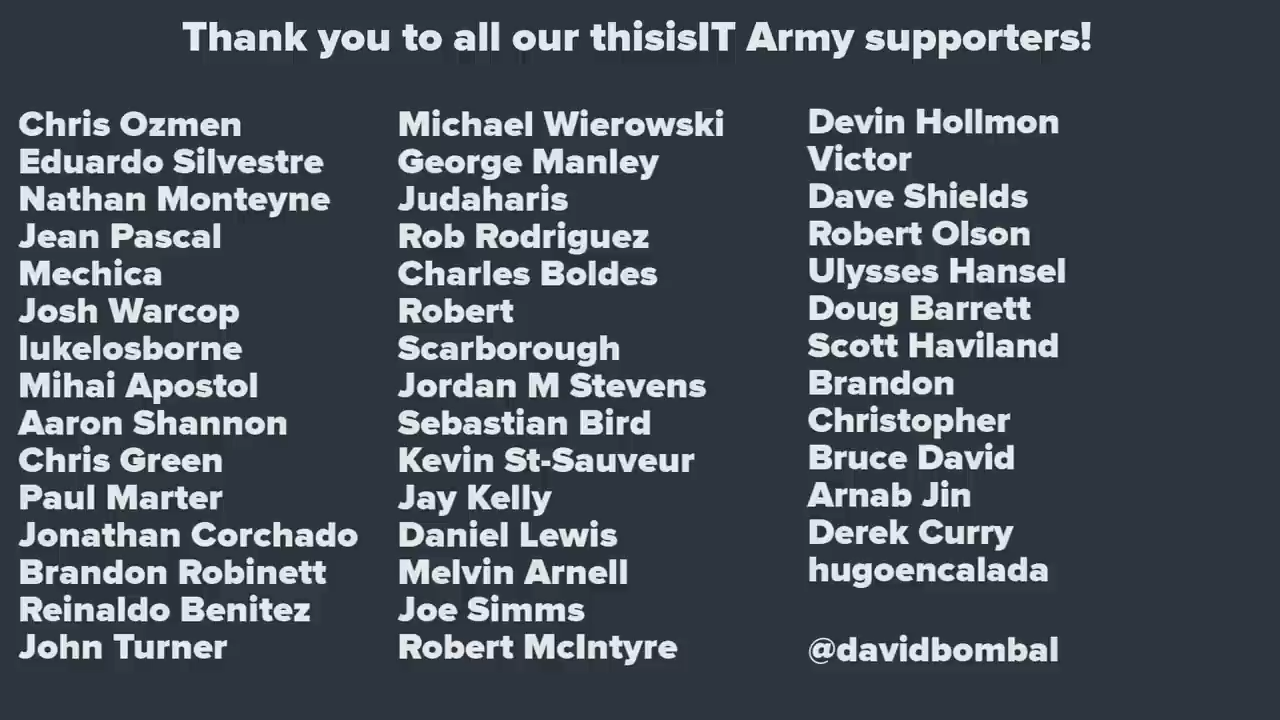 Thank you to all our thisisIT Army supporters!
Chris Ozmen
Eduardo Silvestre
Nathan Monteyne
Jean Pascal
Mechica
Josh Warcop
lukelosborne
Mihai Apostol
Aaron Shannon
Chris Green
Paul Marter
Jonathan Corchado
Brandon Robinett
Reinaldo Benitez
John Turner
Michael Wierowski
George Manley
Judaharis
Rob Rodriguez
Charles Boldes
Robert
Scarborough
Jordan M Stevens
Sebastian Bird
Kevin St-Sauveur
Jay Kelly
Daniel Lewis
Melvin Arnell
Joe Simms
Robert McIntyre
Devin Hollmon
Victor
Dave Shields
Robert Olson
Ulysses Hansel
Doug Barrett
Scott Haviland
Brandon
Christopher
Bruce David
Arnab Jin
Derek Curry
hugoencalada
@davidbombal